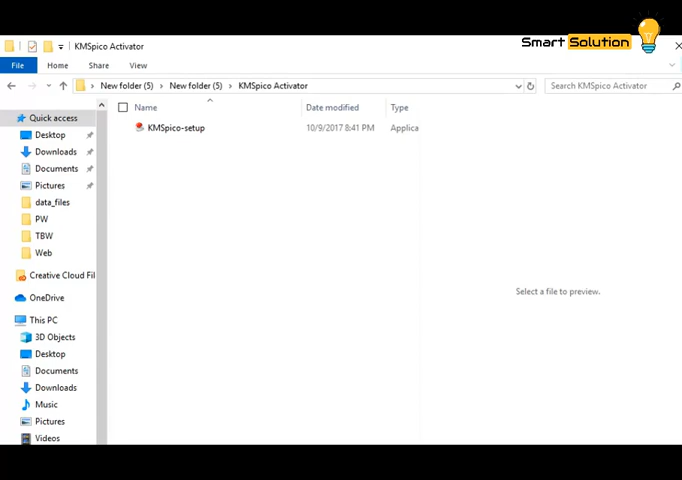 Smart Solution
KMSpico Activator
File Home Share View
New folder (5) New folder (5) KMSpico Activator
Search KMSpico Activator
Name Date modified Type
Quick access
KMSpico-setup 10/9/2017 8:41 PM Applica
Desktop
Downloads
Documents
Pictures
data_files
PW
TBW
Web
Creative Cloud Fil
Select a file to preview.
OneDrive
This PC
3D Objects
Desktop
Documents
Downloads
Music
Pictures
Videos